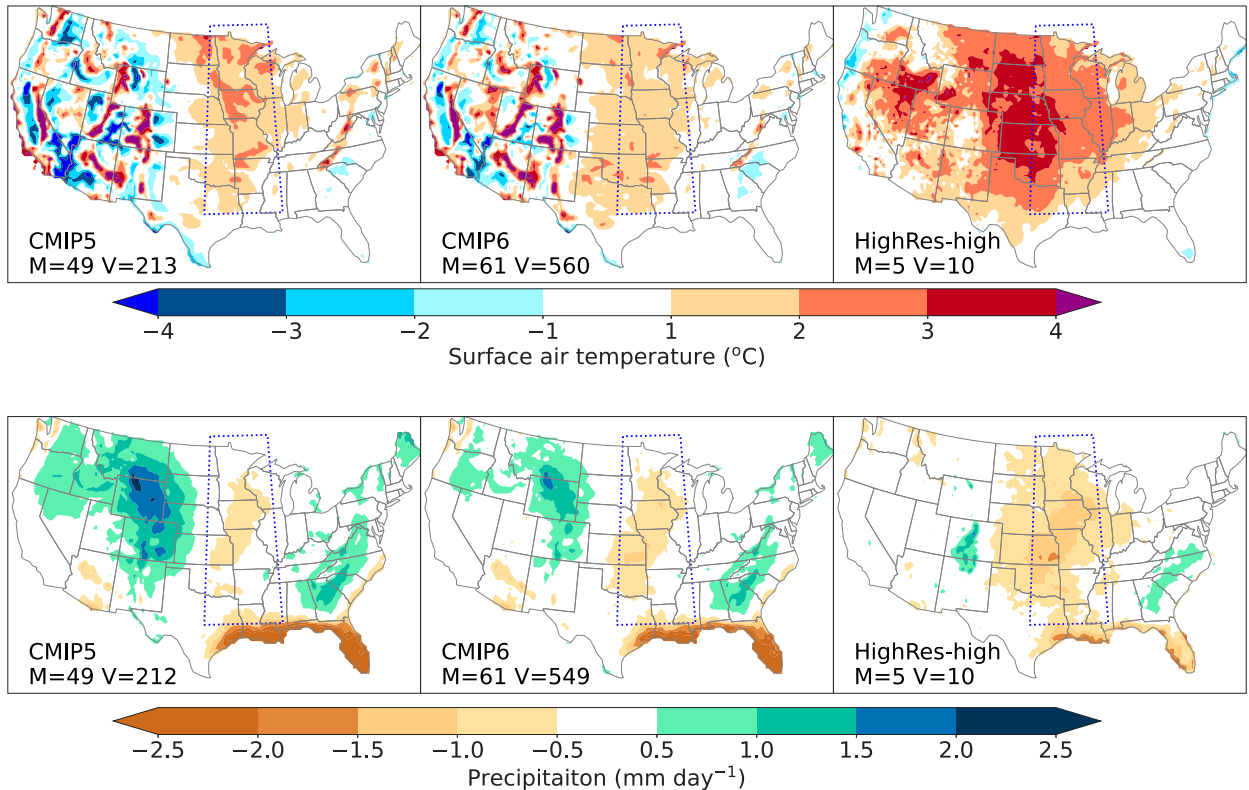 CMIP5
M=49 V=213
CMIP6
M=61 V=560
HighRes-high
M=5 V=10
−4 −3 −2 −1 1 2 3 4
Surface air temperature (°C)
CMIP5
M=49 V=212
CMIP6
M=61 V=549
HighRes-high
M=5 V=10
−2.5 −2.0 −1.5 −1.0 −0.5 0.5 1.0 1.5 2.0 2.5
Precipitaiton (mm day⁻¹)